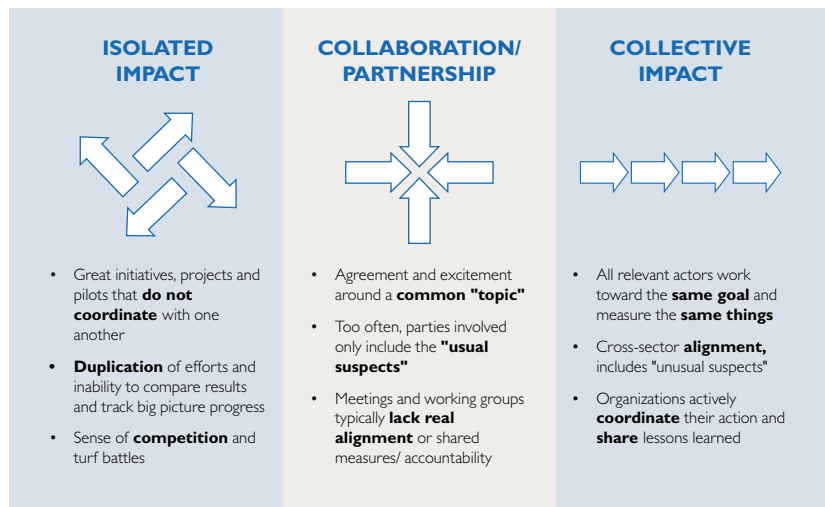 ISOLATED
IMPACT
• Great initiatives, projects and
pilots that do not
coordinate with one
another
• Duplication of efforts and
inability to compare results
and track big picture progress
• Sense of competition and
turf battles
COLLABORATION/
PARTNERSHIP
• Agreement and excitement
around a common "topic"
• Too often, parties involved
only include the "usual
suspects"
• Meetings and working groups
typically lack real
alignment or shared
measures/ accountability
COLLECTIVE
IMPACT
• All relevant actors work
toward the same goal and
measure the same things
• Cross-sector alignment,
includes "unusual suspects"
• Organizations actively
coordinate their action and
share lessons learned